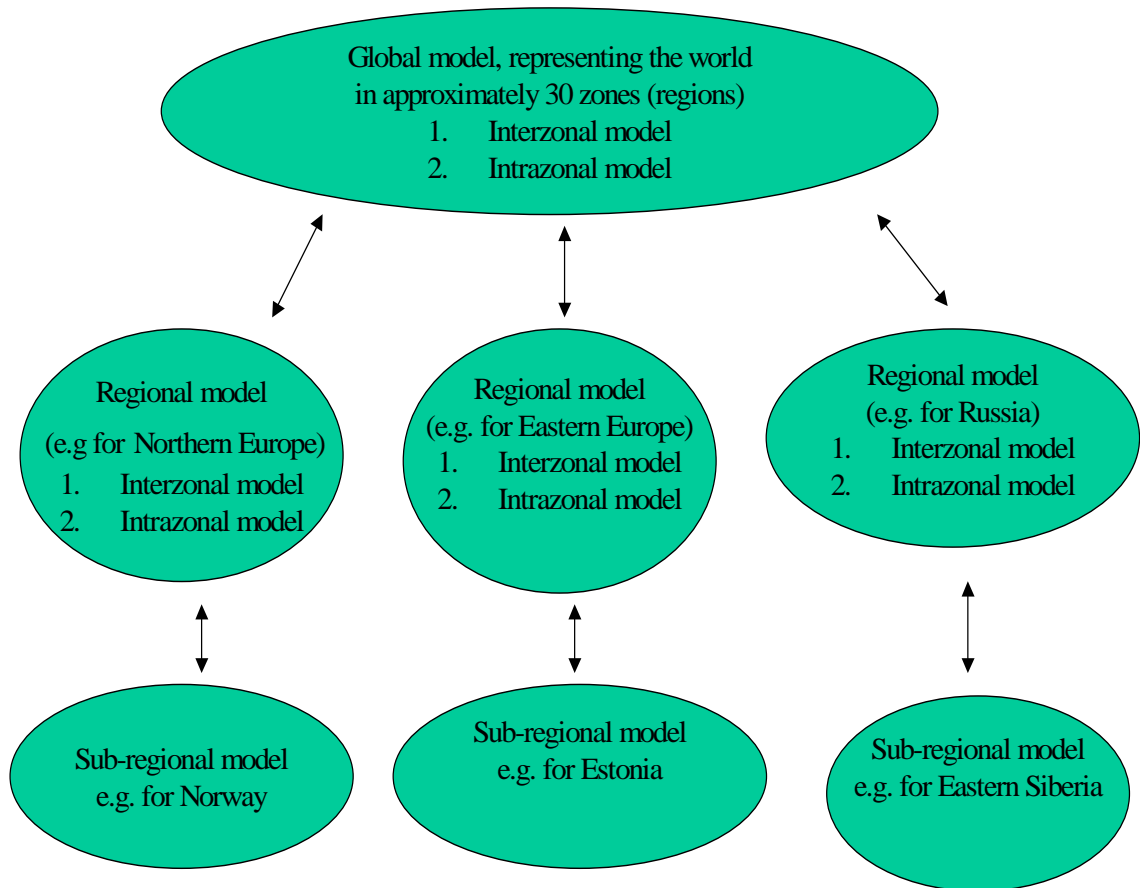 Global model, representing the world
in approximately 30 zones (regions)
1. Interzonal model
2. Intrazonal model
Regional model
(e.g for Northern Europe)
1. Interzonal model
2. Intrazonal model
Regional model
(e.g. for Eastern Europe)
1. Interzonal model
2. Intrazonal model
Regional model
(e.g. for Russia)
1. Interzonal model
2. Intrazonal model
Sub-regional model
e.g. for Norway
Sub-regional model
e.g. for Estonia
Sub-regional model
e.g. for Eastern Siberia